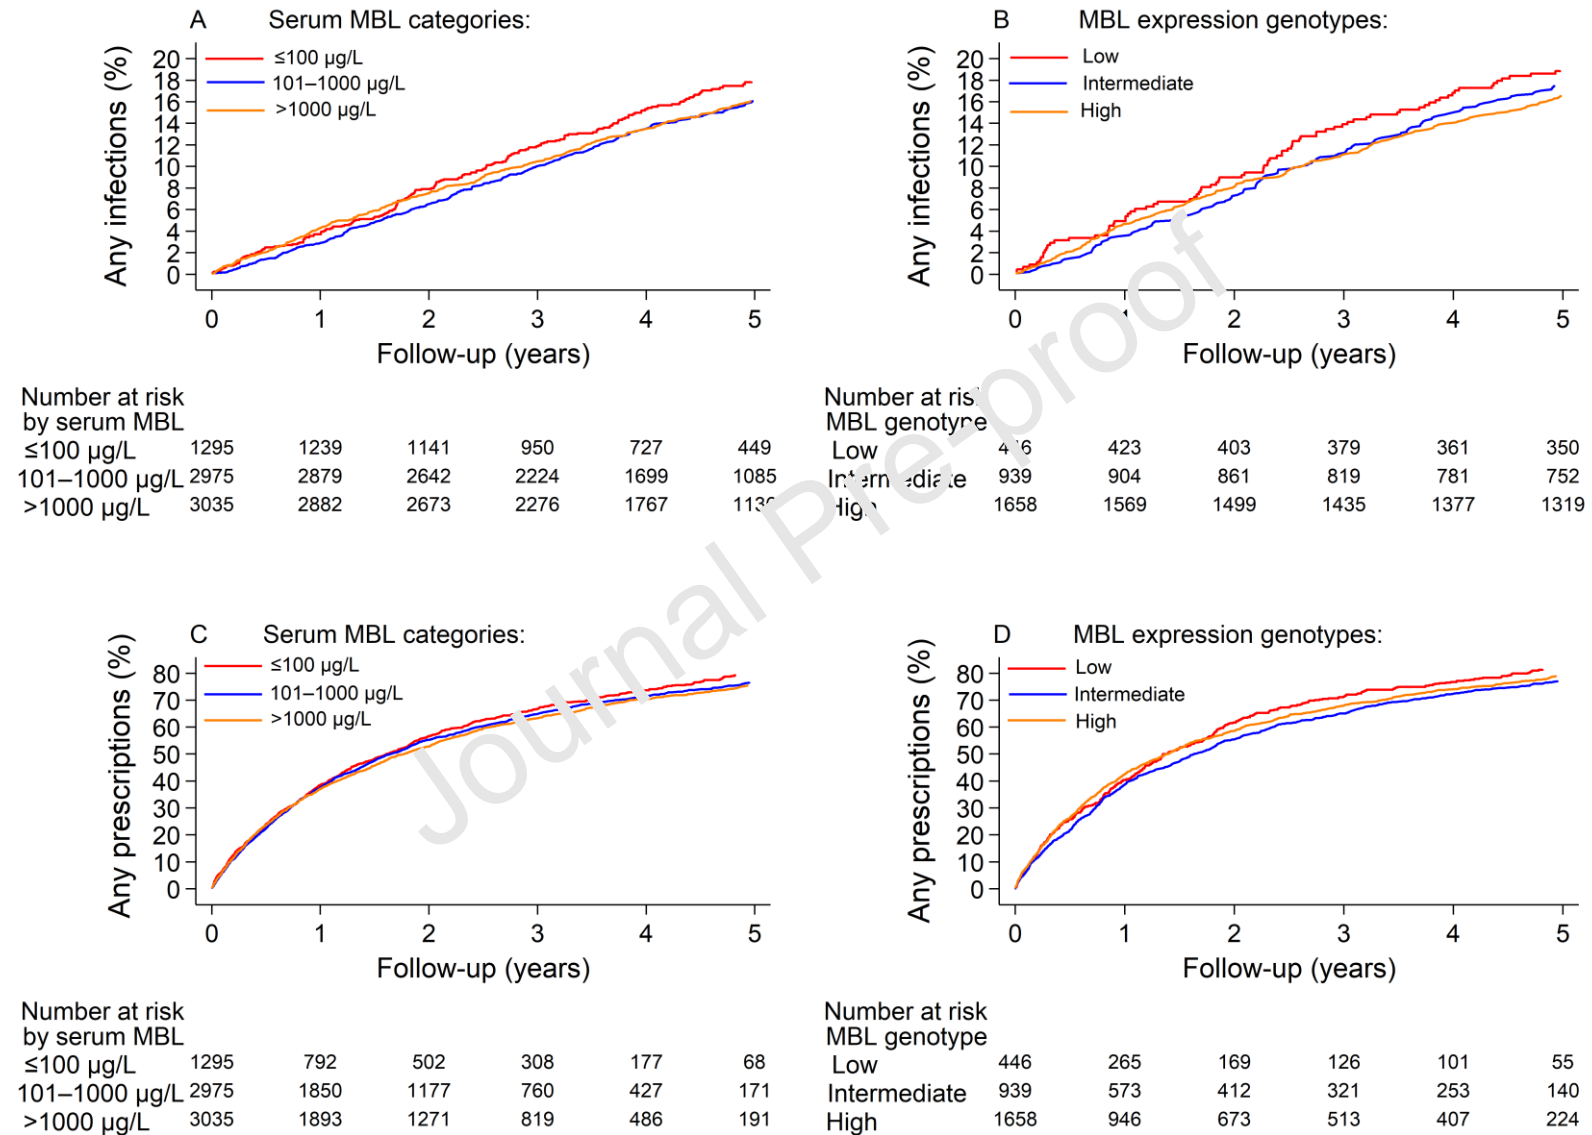 A Serum MBL categories:
≤100 µg/L
101–1000 µg/L
>1000 µg/L
Any infections (%)
20
18
16
14
12
10
8
6
4
2
0
0 1 2 3 4 5
Follow-up (years)
Number at risk
by serum MBL
≤100 µg/L 1295 1239 1141 950 727 449
101–1000 µg/L 2975 2879 2642 2224 1699 1085
>1000 µg/L 3035 2882 2673 2276 1767
B MBL expression genotypes:
Low
Intermediate
High
Any infections (%)
20
18
16
14
12
10
8
6
4
2
0
0 1 2 3 4 5
Follow-up (years)
Number at risk
MBL genotype
Low 446 423 403 379 361 350
Intermediate 939 904 861 819 781 752
High 1658 1569 1499 1435 1377 1319
C Serum MBL categories:
≤100 µg/L
101–1000 µg/L
>1000 µg/L
Any prescriptions (%)
80
70
60
50
40
30
20
10
0
0 1 2 3 4 5
Follow-up (years)
Number at risk
by serum MBL
≤100 µg/L 1295 792 502 308 177 68
101–1000 µg/L 2975 1850 1177 760 427 171
>1000 µg/L 3035 1893 1271 819 486 191
D MBL expression genotypes:
Low
Intermediate
High
Any prescriptions (%)
80
70
60
50
40
30
20
10
0
0 1 2 3 4 5
Follow-up (years)
Number at risk
MBL genotype
Low 446 265 169 126 101 55
Intermediate 939 573 412 321 253 140
High 1658 946 673 513 407 224
Journal Pre-proof